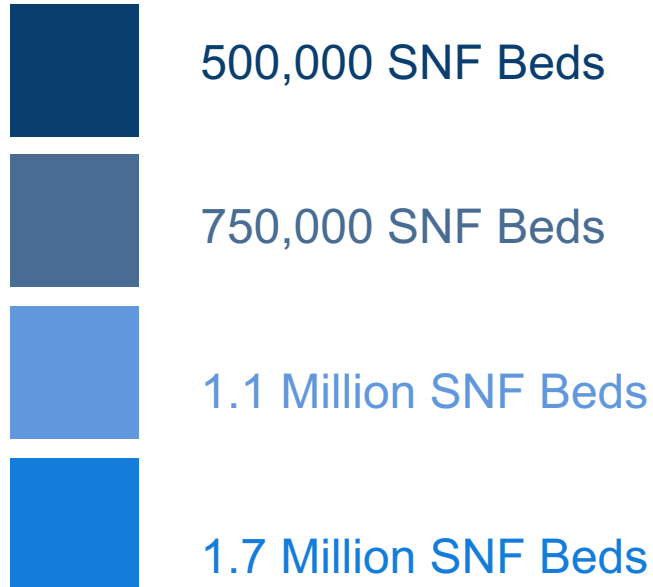 500,000 SNF Beds
750,000 SNF Beds
1.1 Million SNF Beds
1.7 Million SNF Beds